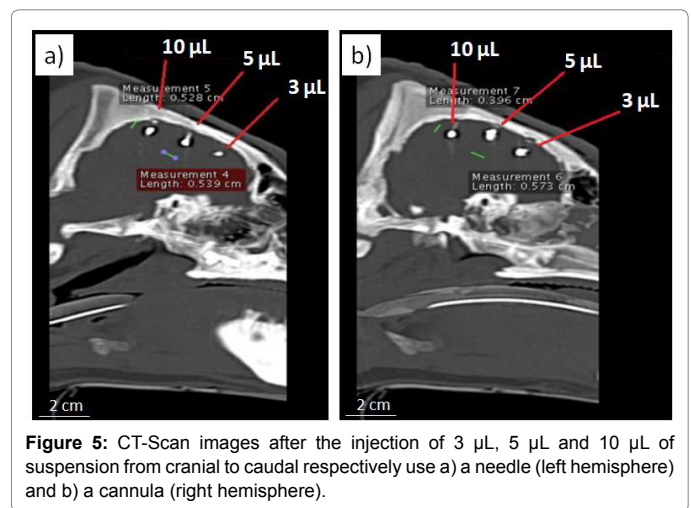 a)
10 µL
5 µL
3 µL
Measurement 5
Length: 0.528 cm
Measurement 4
Length: 0.539 cm
2 cm
b)
10 µL
5 µL
3 µL
Measurement 7
Length: 0.396 cm
Measurement 6
Length: 0.573 cm
2 cm
Figure 5: CT-Scan images after the injection of 3 µL, 5 µL and 10 µL of
suspension from cranial to caudal respectively use a) a needle (left hemisphere)
and b) a cannula (right hemisphere).